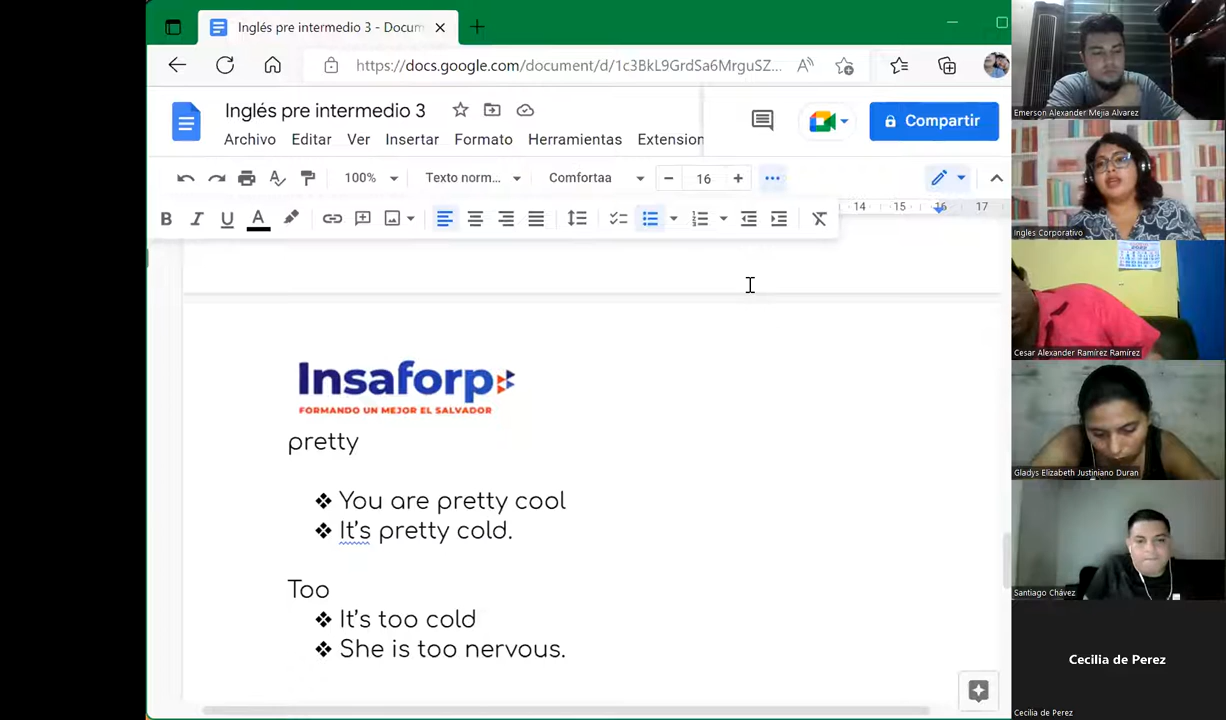 Inglés pre intermedio 3 - Docum
https://docs.google.com/document/d/1c3BkL9GrdSa6MrguSZ...
Inglés pre intermedio 3
Compartir
Archivo Editar Ver Insertar Formato Herramientas Extension
100% Texto norm... Comfortaa 16
14 15 16 17
Insaforp
FORMANDO UN MEJOR EL SALVADOR
pretty
❖ You are pretty cool
❖ It's pretty cold.
Too
❖ It's too cold
❖ She is too nervous.
Emerson Alexander Mejia Alvarez
Ingles Corporativo
Cesar Alexander Ramírez Ramírez
Gladys Elizabeth Justiniano Duran
Santiago Chávez
Cecilia de Perez
Cecilia de Perez